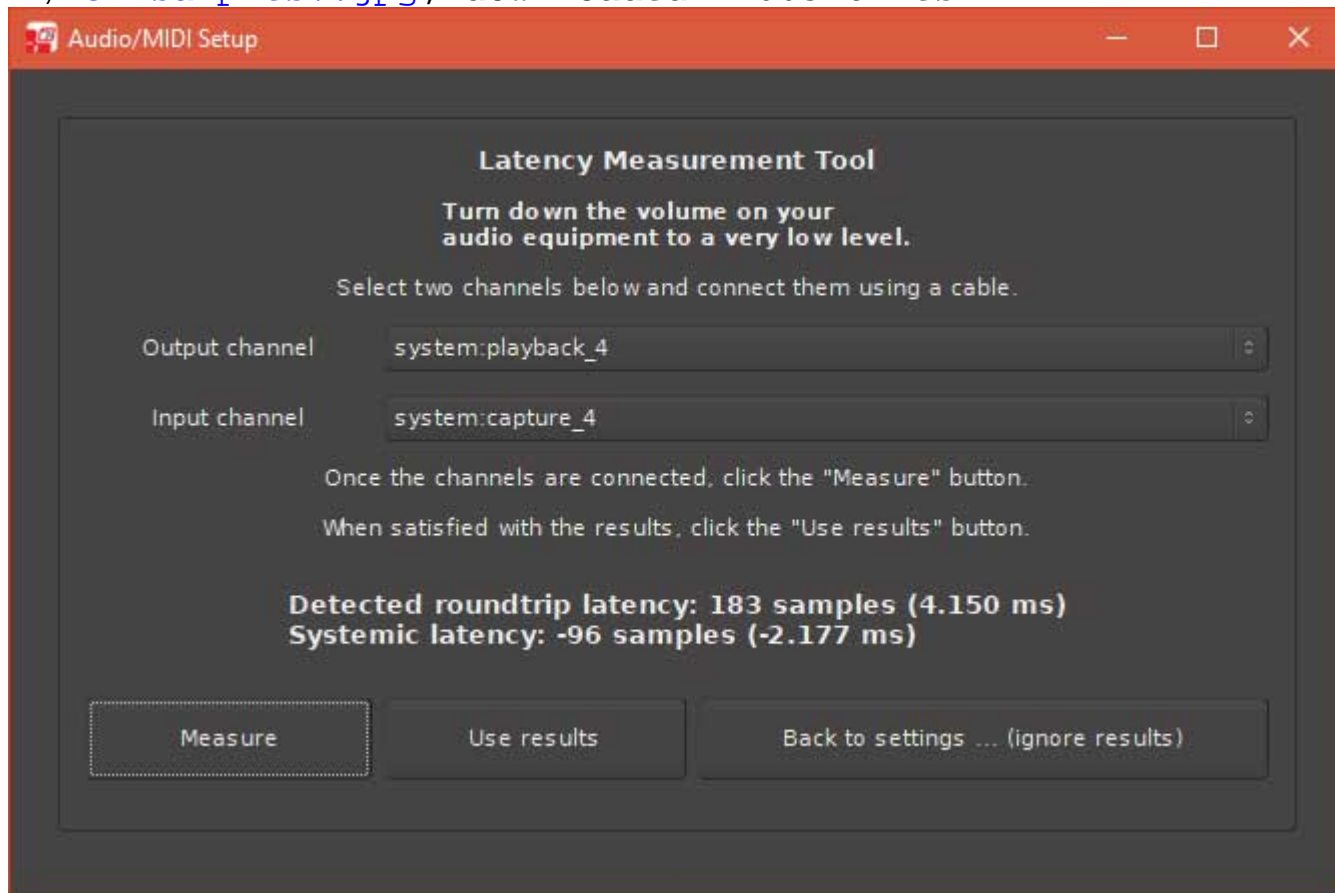 Audio/MIDI Setup
Latency Measurement Tool
Turn down the volume on your
audio equipment to a very low level.
Select two channels below and connect them using a cable.
Output channel system:playback_4
Input channel system:capture_4
Once the channels are connected, click the "Measure" button.
When satisfied with the results, click the "Use results" button.
Detected roundtrip latency: 183 samples (4.150 ms)
Systemic latency: -96 samples (-2.177 ms)
Measure Use results Back to settings ... (ignore results)